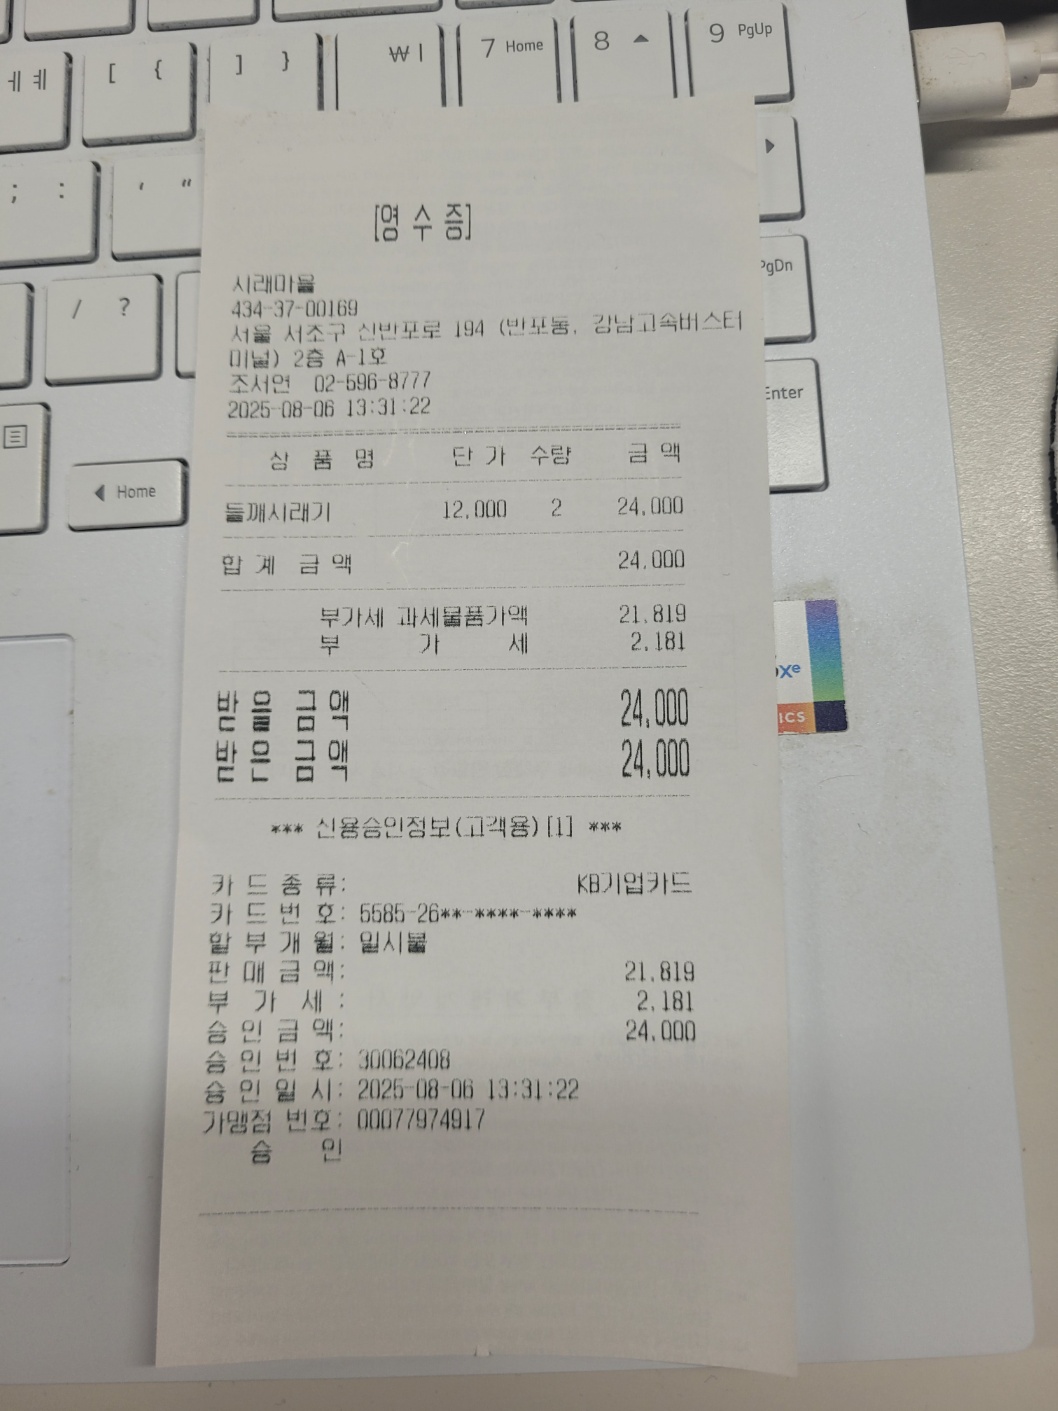 ㅔ ㅖ [ { ] } ₩ | 7 Home 8 ▲ 9 PgUp
; : ' "
/ ? PgDn
Enter
◀ Home
[영 수 증]
시래마을
434-37-00169
서울 서초구 신반포로 194 (반포동, 강남고속버스터
미널) 2층 A-1호
조서연 02-596-8777
2025-08-06 13:31:22
상 품 명 단 가 수량 금 액
들깨시래기 12,000 2 24,000
합 계 금 액 24,000
부가세 과세물품가액 21,819
부 가 세 2,181
받 을 금 액 24,000
받 은 금 액 24,000
*** 신용승인정보(고객용)[1] ***
카 드 종 류: KB기업카드
카 드 번 호: 5585-26**-****-****
할 부 개 월: 일시불
판 매 금 액: 21,819
부 가 세 : 2,181
승 인 금 액: 24,000
승 인 번 호: 30062408
승 인 일 시: 2025-08-06 13:31:22
가맹점 번호: 00077974917
승 인